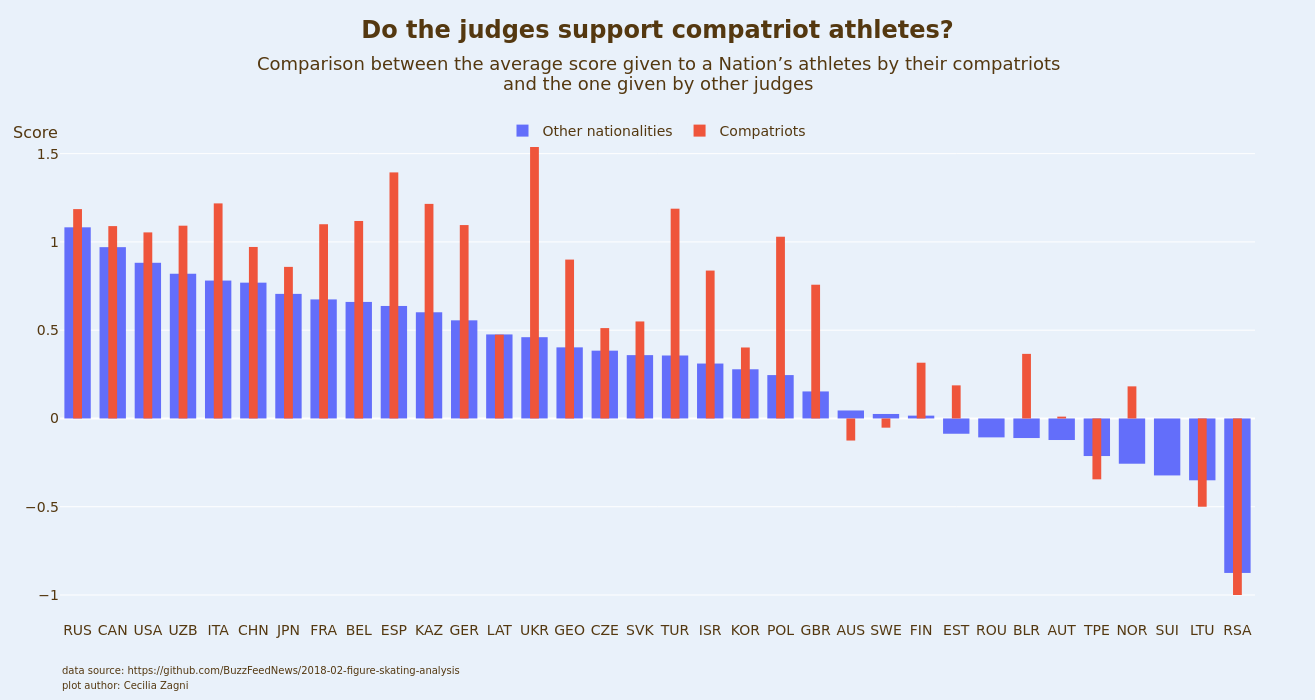 Do the judges support compatriot athletes?
Comparison between the average score given to a Nation’s athletes by their compatriots
and the one given by other judges
Score
Other nationalities Compatriots
1.5
1
0.5
0
−0.5
−1
RUS CAN USA UZB ITA CHN JPN FRA BEL ESP KAZ GER LAT UKR GEO CZE SVK TUR ISR KOR POL GBR AUS SWE FIN EST ROU BLR AUT TPE NOR SUI LTU RSA
data source: https://github.com/BuzzFeedNews/2018-02-figure-skating-analysis
plot author: Cecilia Zagni